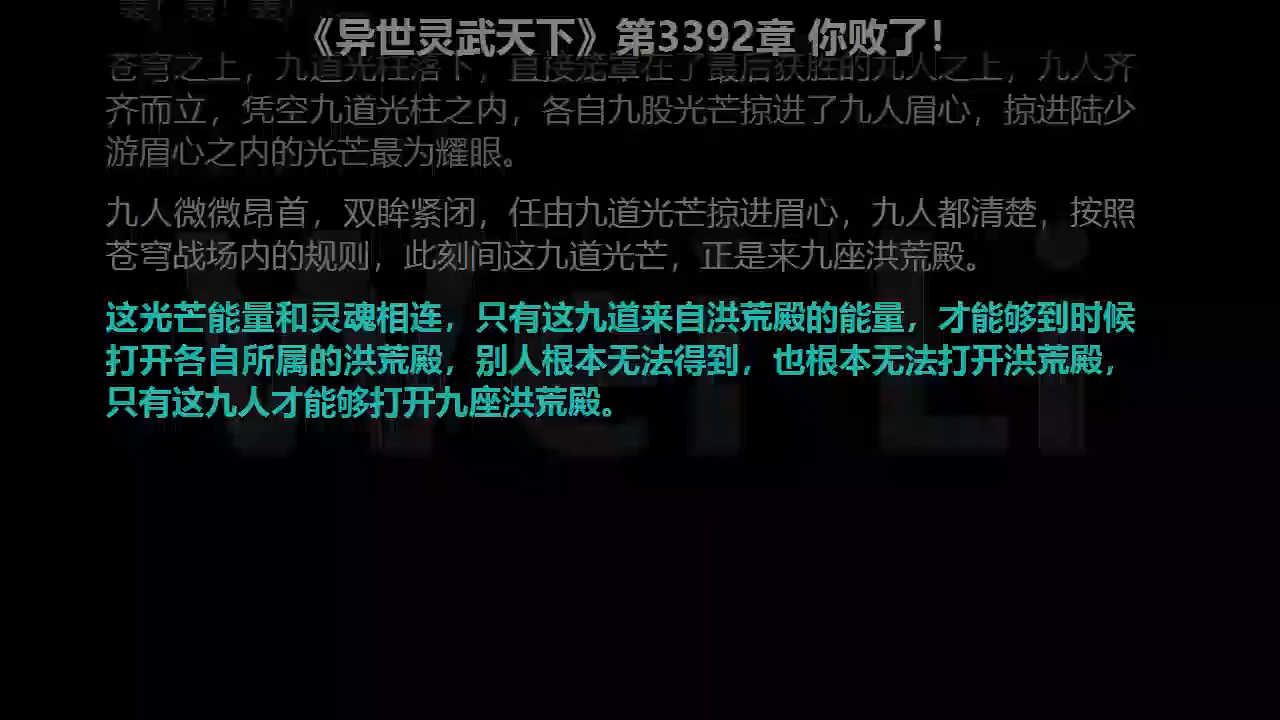 《异世灵武天下》第3392章 你败了！
苍穹之上，九道光柱落下，直接笼罩在了最后获胜的九人之上，九人齐
齐而立，凭空九道光柱之内，各自九股光芒掠进了九人眉心，掠进陆少
游眉心之内的光芒最为耀眼。
九人微微昂首，双眸紧闭，任由九道光芒掠进眉心，九人都清楚，按照
苍穹战场内的规则，此刻间这九道光芒，正是来九座洪荒殿。
这光芒能量和灵魂相连，只有这九道来自洪荒殿的能量，才能够到时候
打开各自所属的洪荒殿，别人根本无法得到，也根本无法打开洪荒殿，
只有这九人才能够打开九座洪荒殿。